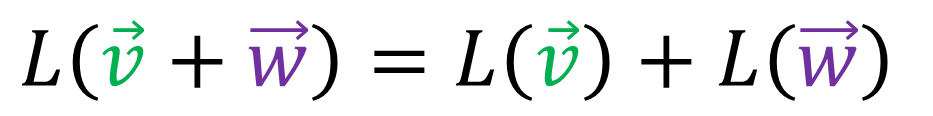 L(v⃗ + w⃗) = L(v⃗) + L(w⃗)